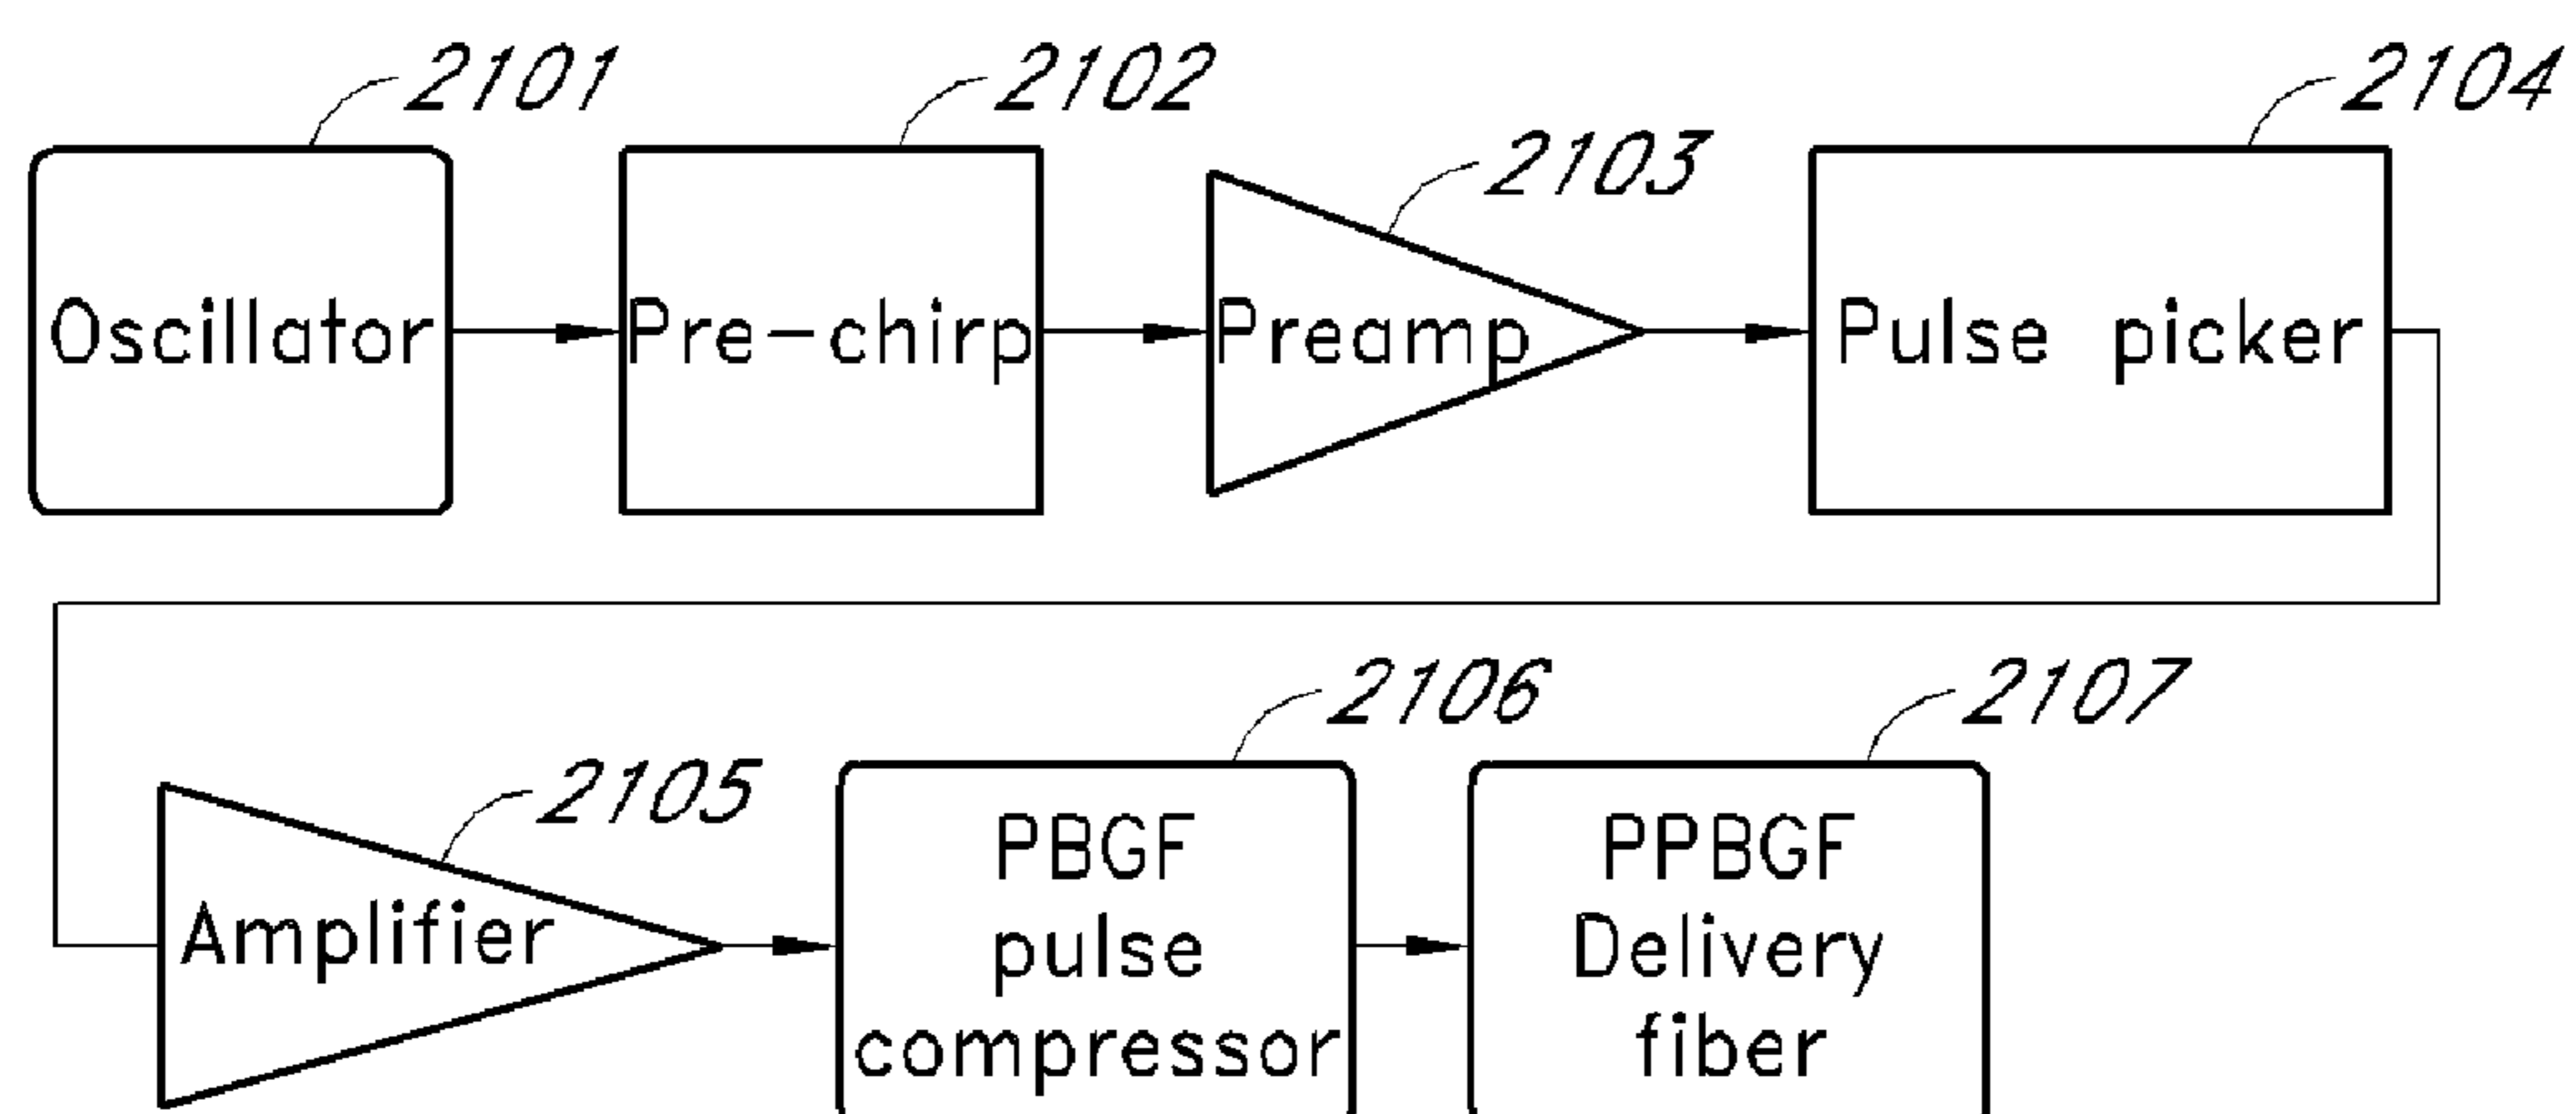 2101
2102
2103
2104
Oscillator
Pre-chirp
Preamp
Pulse picker
2105
2106
2107
Amplifier
PBGF
pulse
compressor
PPBGF
Delivery
fiber